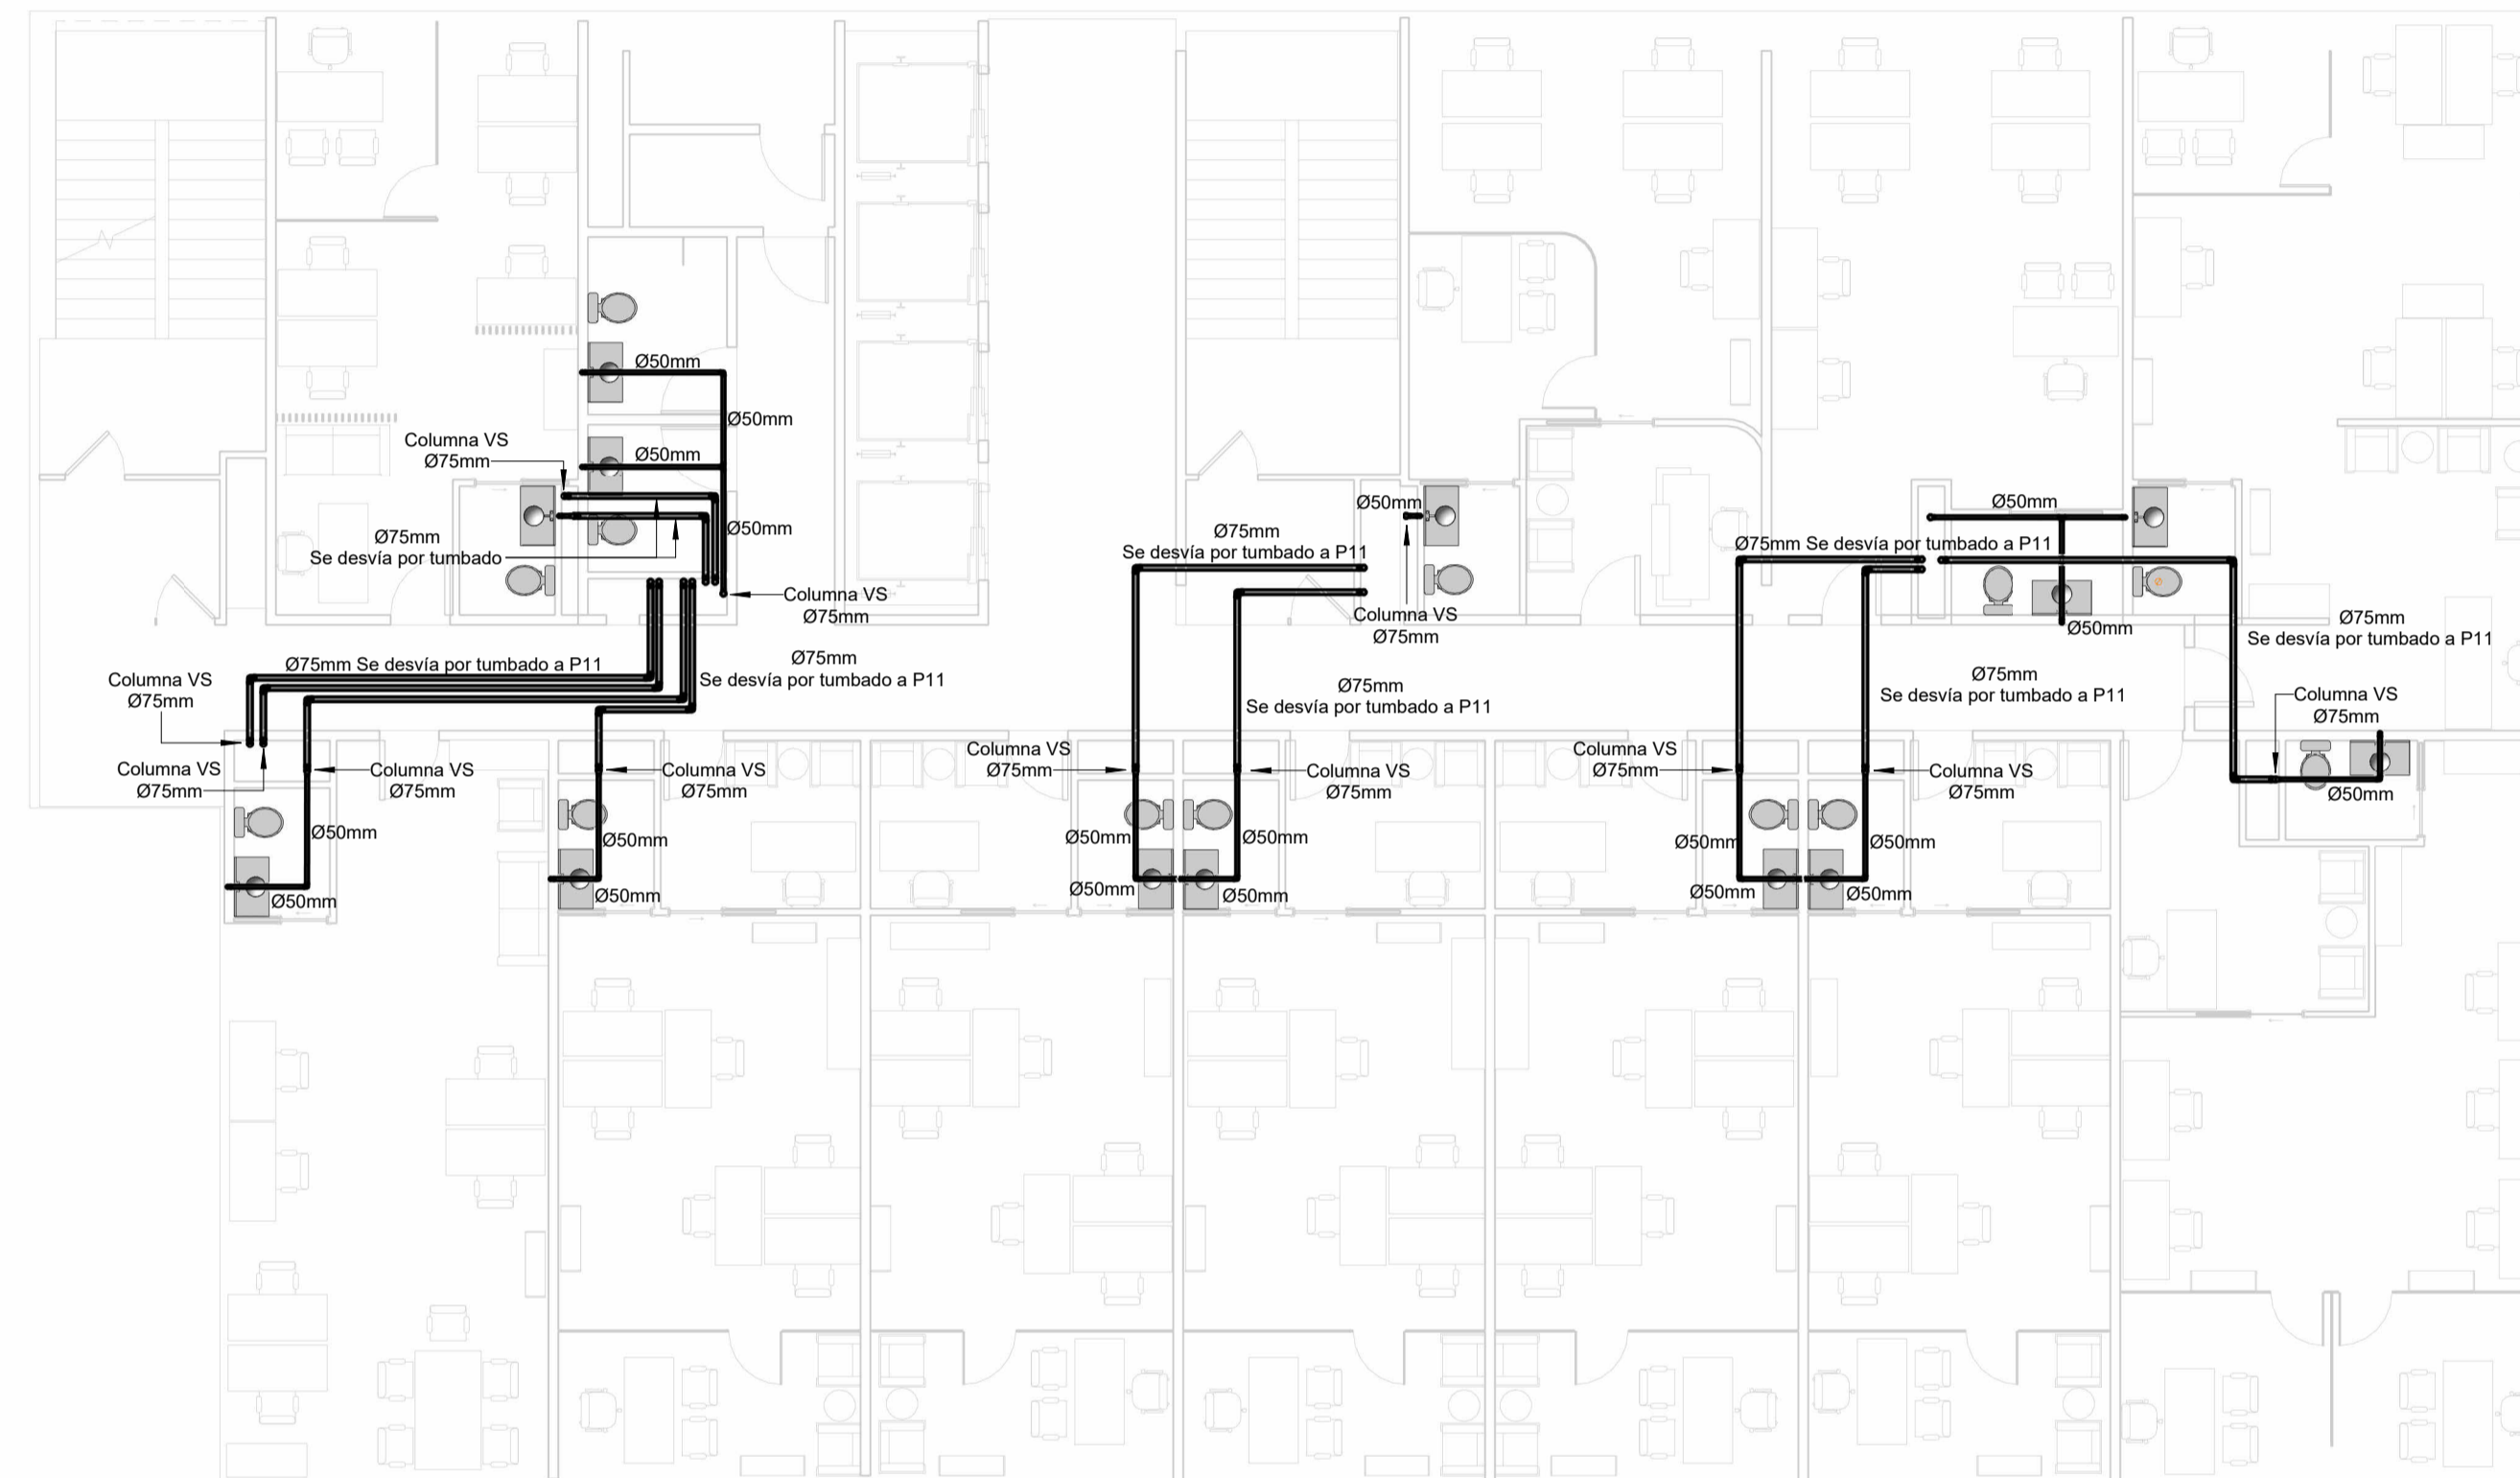 Ø50mm
Ø50mm
Columna VS
Ø75mm
Ø50mm
Ø50mm
Ø75mm
Se desvía por tumbado
Columna VS
Ø75mm
Ø75mm Se desvía por tumbado a P11
Ø75mm
Se desvía por tumbado a P11
Columna VS
Ø75mm
Columna VS
Ø75mm
Columna VS
Ø75mm
Columna VS
Ø75mm
Ø50mm
Ø50mm
Ø50mm
Ø50mm
Ø50mm
Ø75mm
Se desvía por tumbado a P11
Columna VS
Ø75mm
Ø75mm
Se desvía por tumbado a P11
Columna VS
Ø75mm
Columna VS
Ø75mm
Ø50mm
Ø50mm
Ø50mm
Ø50mm
Ø50mm
Ø75mm Se desvía por tumbado a P11
Ø50mm
Ø75mm
Se desvía por tumbado a P11
Ø75mm
Se desvía por tumbado a P11
Columna VS
Ø75mm
Columna VS
Ø75mm
Columna VS
Ø75mm
Ø50mm
Ø50mm
Ø50mm
Ø50mm
Ø50mm